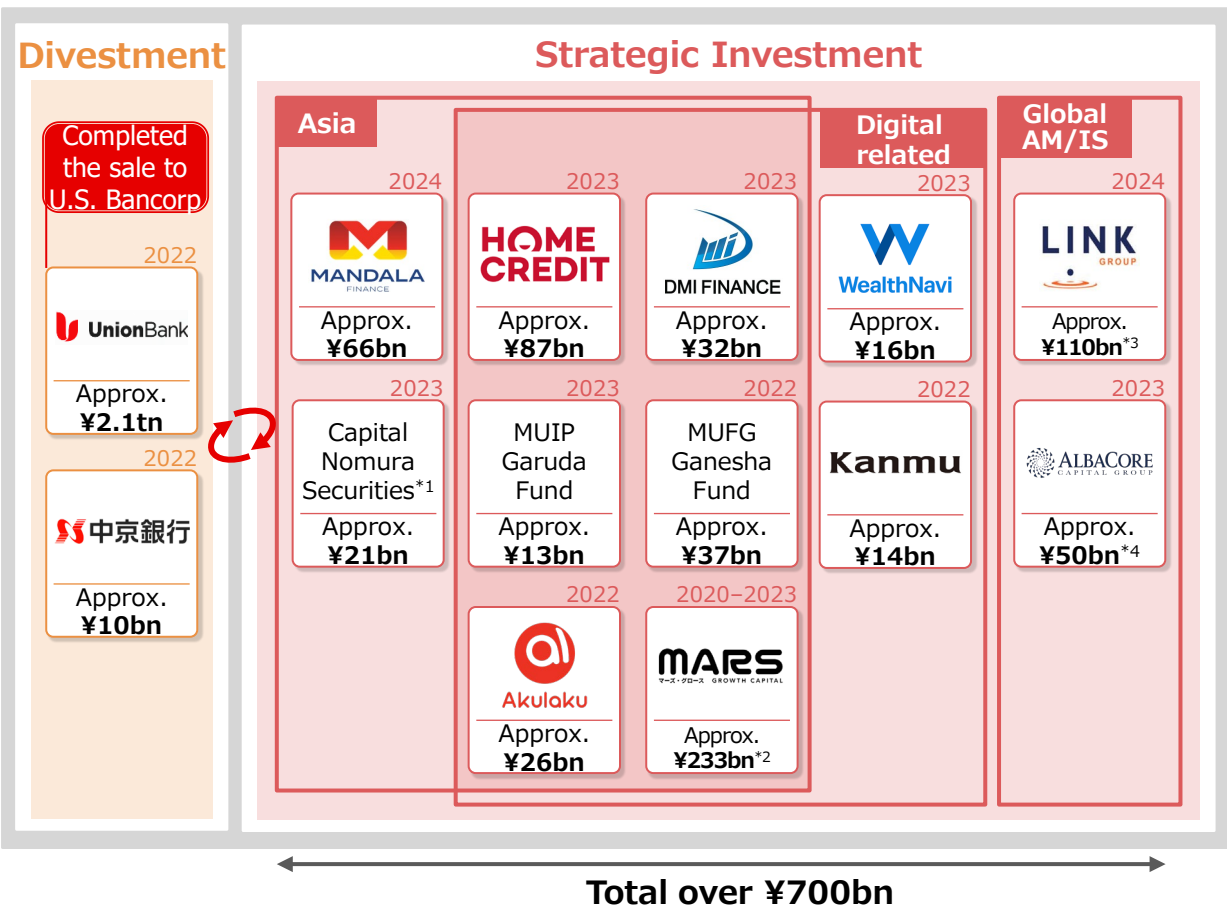 Divestment
Completed
the sale to
U.S. Bancorp
2022
UnionBank
Approx.
¥2.1tn
2022
中京銀行
Approx.
¥10bn
Strategic Investment
Asia
Digital
related
Global
AM/IS
2024
MANDALA
FINANCE
Approx.
¥66bn
2023
HOME
CREDIT
Approx.
¥87bn
2023
DMI FINANCE
Approx.
¥32bn
2023
WealthNavi
Approx.
¥16bn
2024
LINK
GROUP
Approx.
¥110bn*3
2023
Capital
Nomura
Securities*1
Approx.
¥21bn
2023
MUIP
Garuda
Fund
Approx.
¥13bn
2022
MUFG
Ganesha
Fund
Approx.
¥37bn
2022
Kanmu
Approx.
¥14bn
2023
ALBACORE
CAPITAL GROUP
Approx.
¥50bn*4
2022
Akulaku
Approx.
¥26bn
2020–2023
MARS
マーズ・グロース GROWTH CAPITAL
Approx.
¥233bn*2
Total over ¥700bn